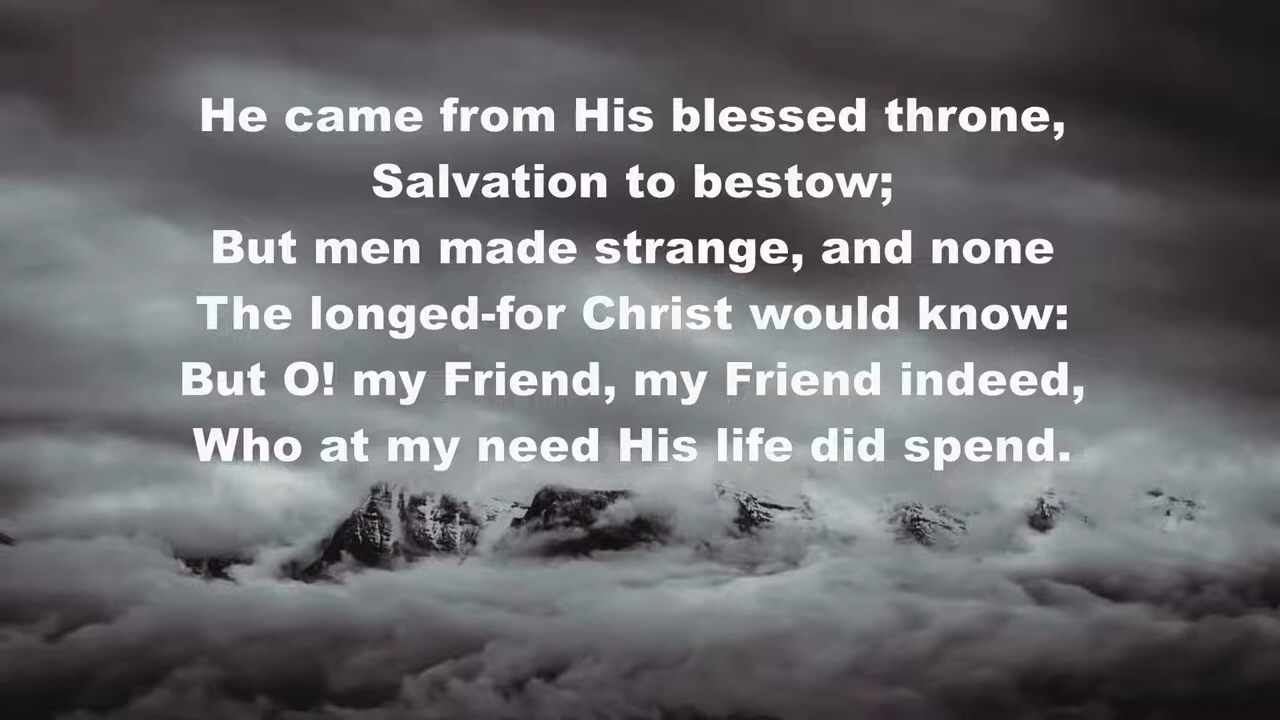 He came from His blessed throne,
Salvation to bestow;
But men made strange, and none
The longed-for Christ would know:
But O! my Friend, my Friend indeed,
Who at my need His life did spend.